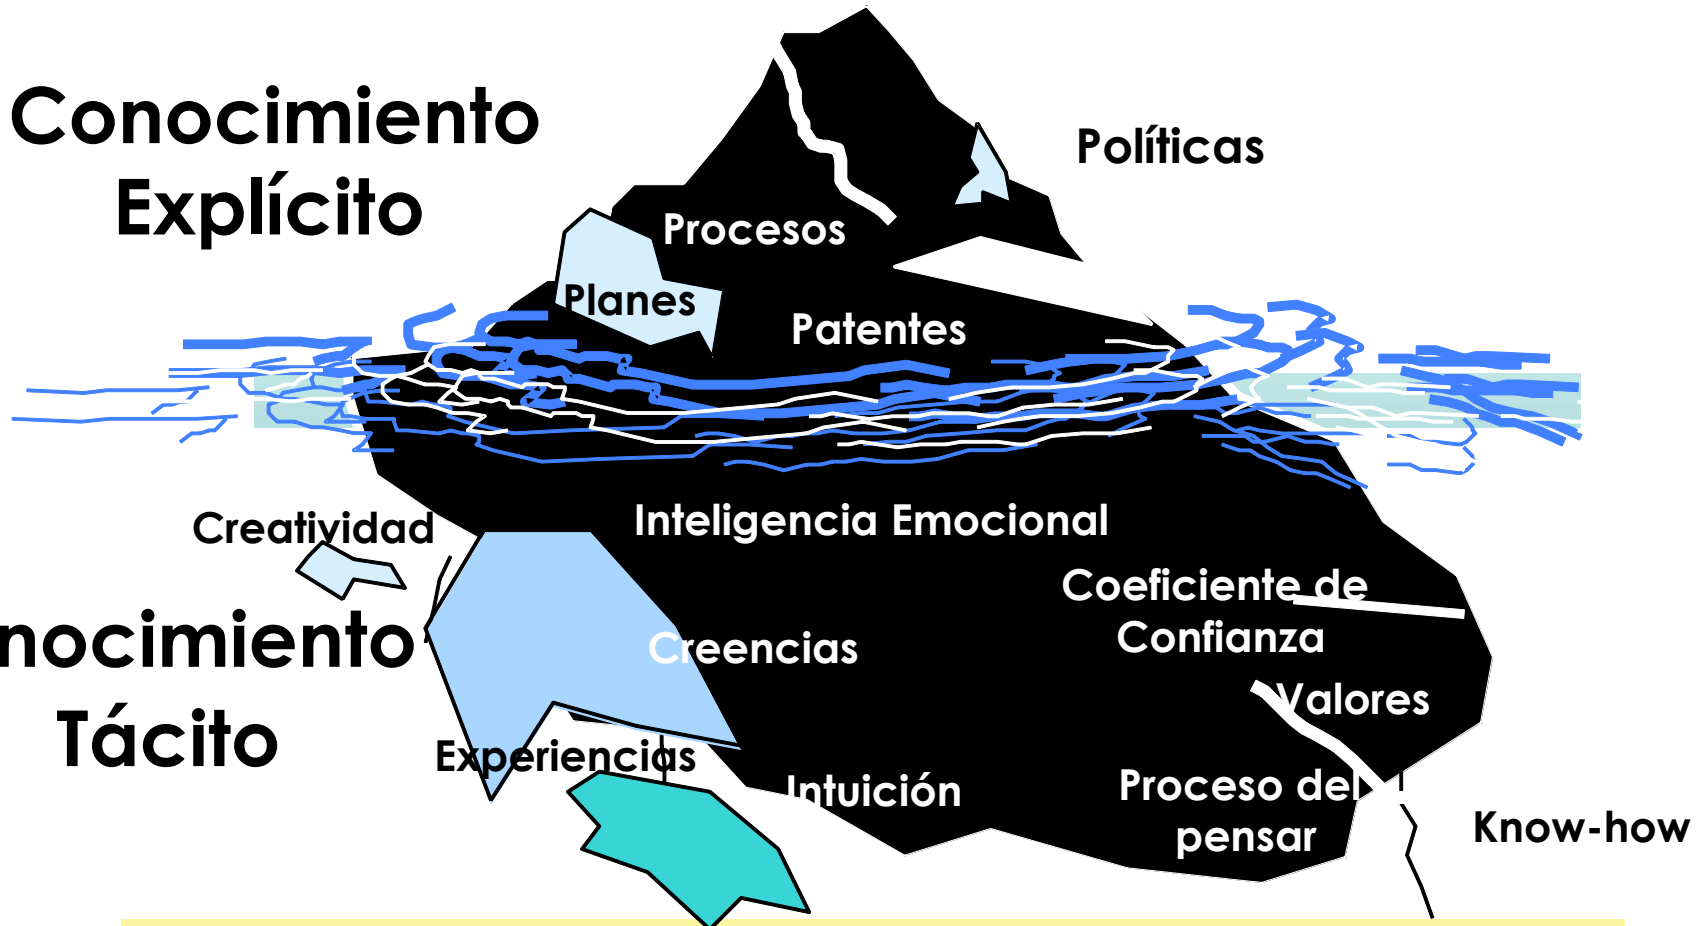 Conocimiento
Explícito
Políticas
Procesos
Planes
Patentes
Creatividad
Inteligencia Emocional
Coeficiente de
Confianza
nocimiento
Tácito
Creencias
Valores
Experiencias
Intuición
Proceso del
pensar
Know-how